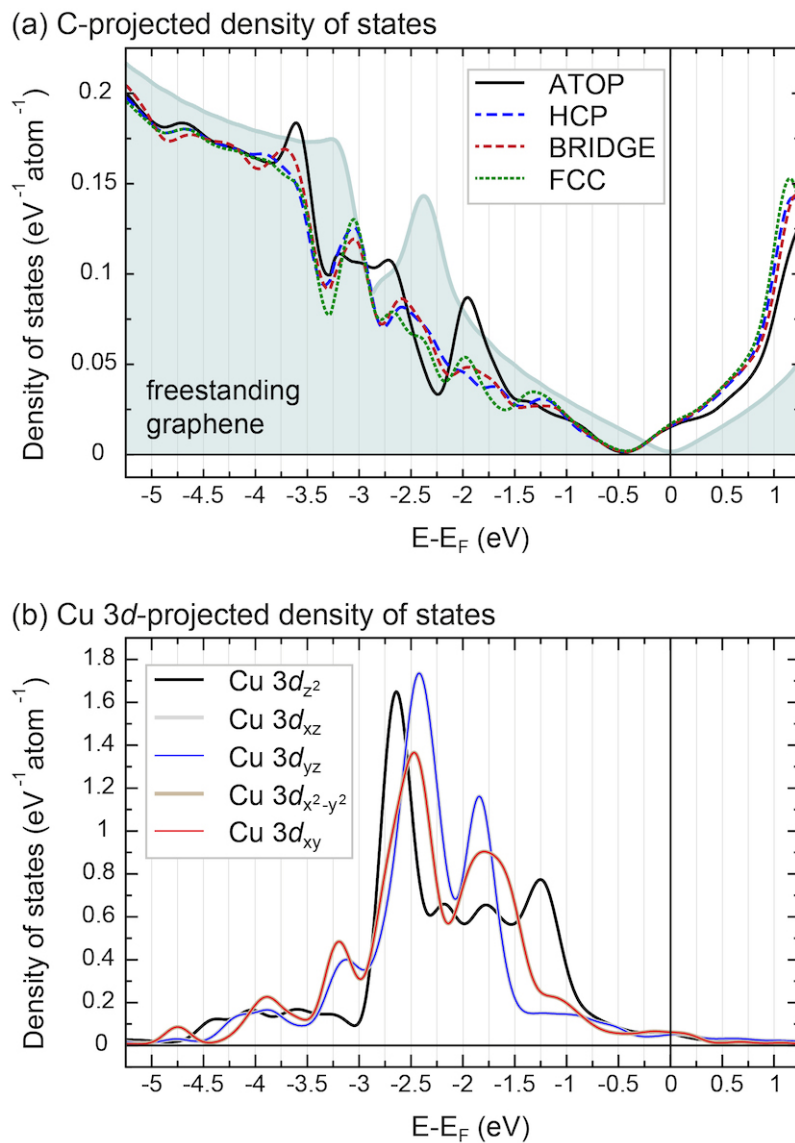 (a) C-projected density of states
Density of states (eV⁻¹ atom⁻¹)
0.2
0.15
0.1
0.05
0
ATOP
HCP
BRIDGE
FCC
freestanding
graphene
-5 -4.5 -4 -3.5 -3 -2.5 -2 -1.5 -1 -0.5 0 0.5 1
E-E_F (eV)
(b) Cu 3d-projected density of states
Density of states (eV⁻¹ atom⁻¹)
1.8
1.6
1.4
1.2
1
0.8
0.6
0.4
0.2
0
Cu 3d_z²
Cu 3d_xz
Cu 3d_yz
Cu 3d_x²-y²
Cu 3d_xy
-5 -4.5 -4 -3.5 -3 -2.5 -2 -1.5 -1 -0.5 0 0.5 1
E-E_F (eV)